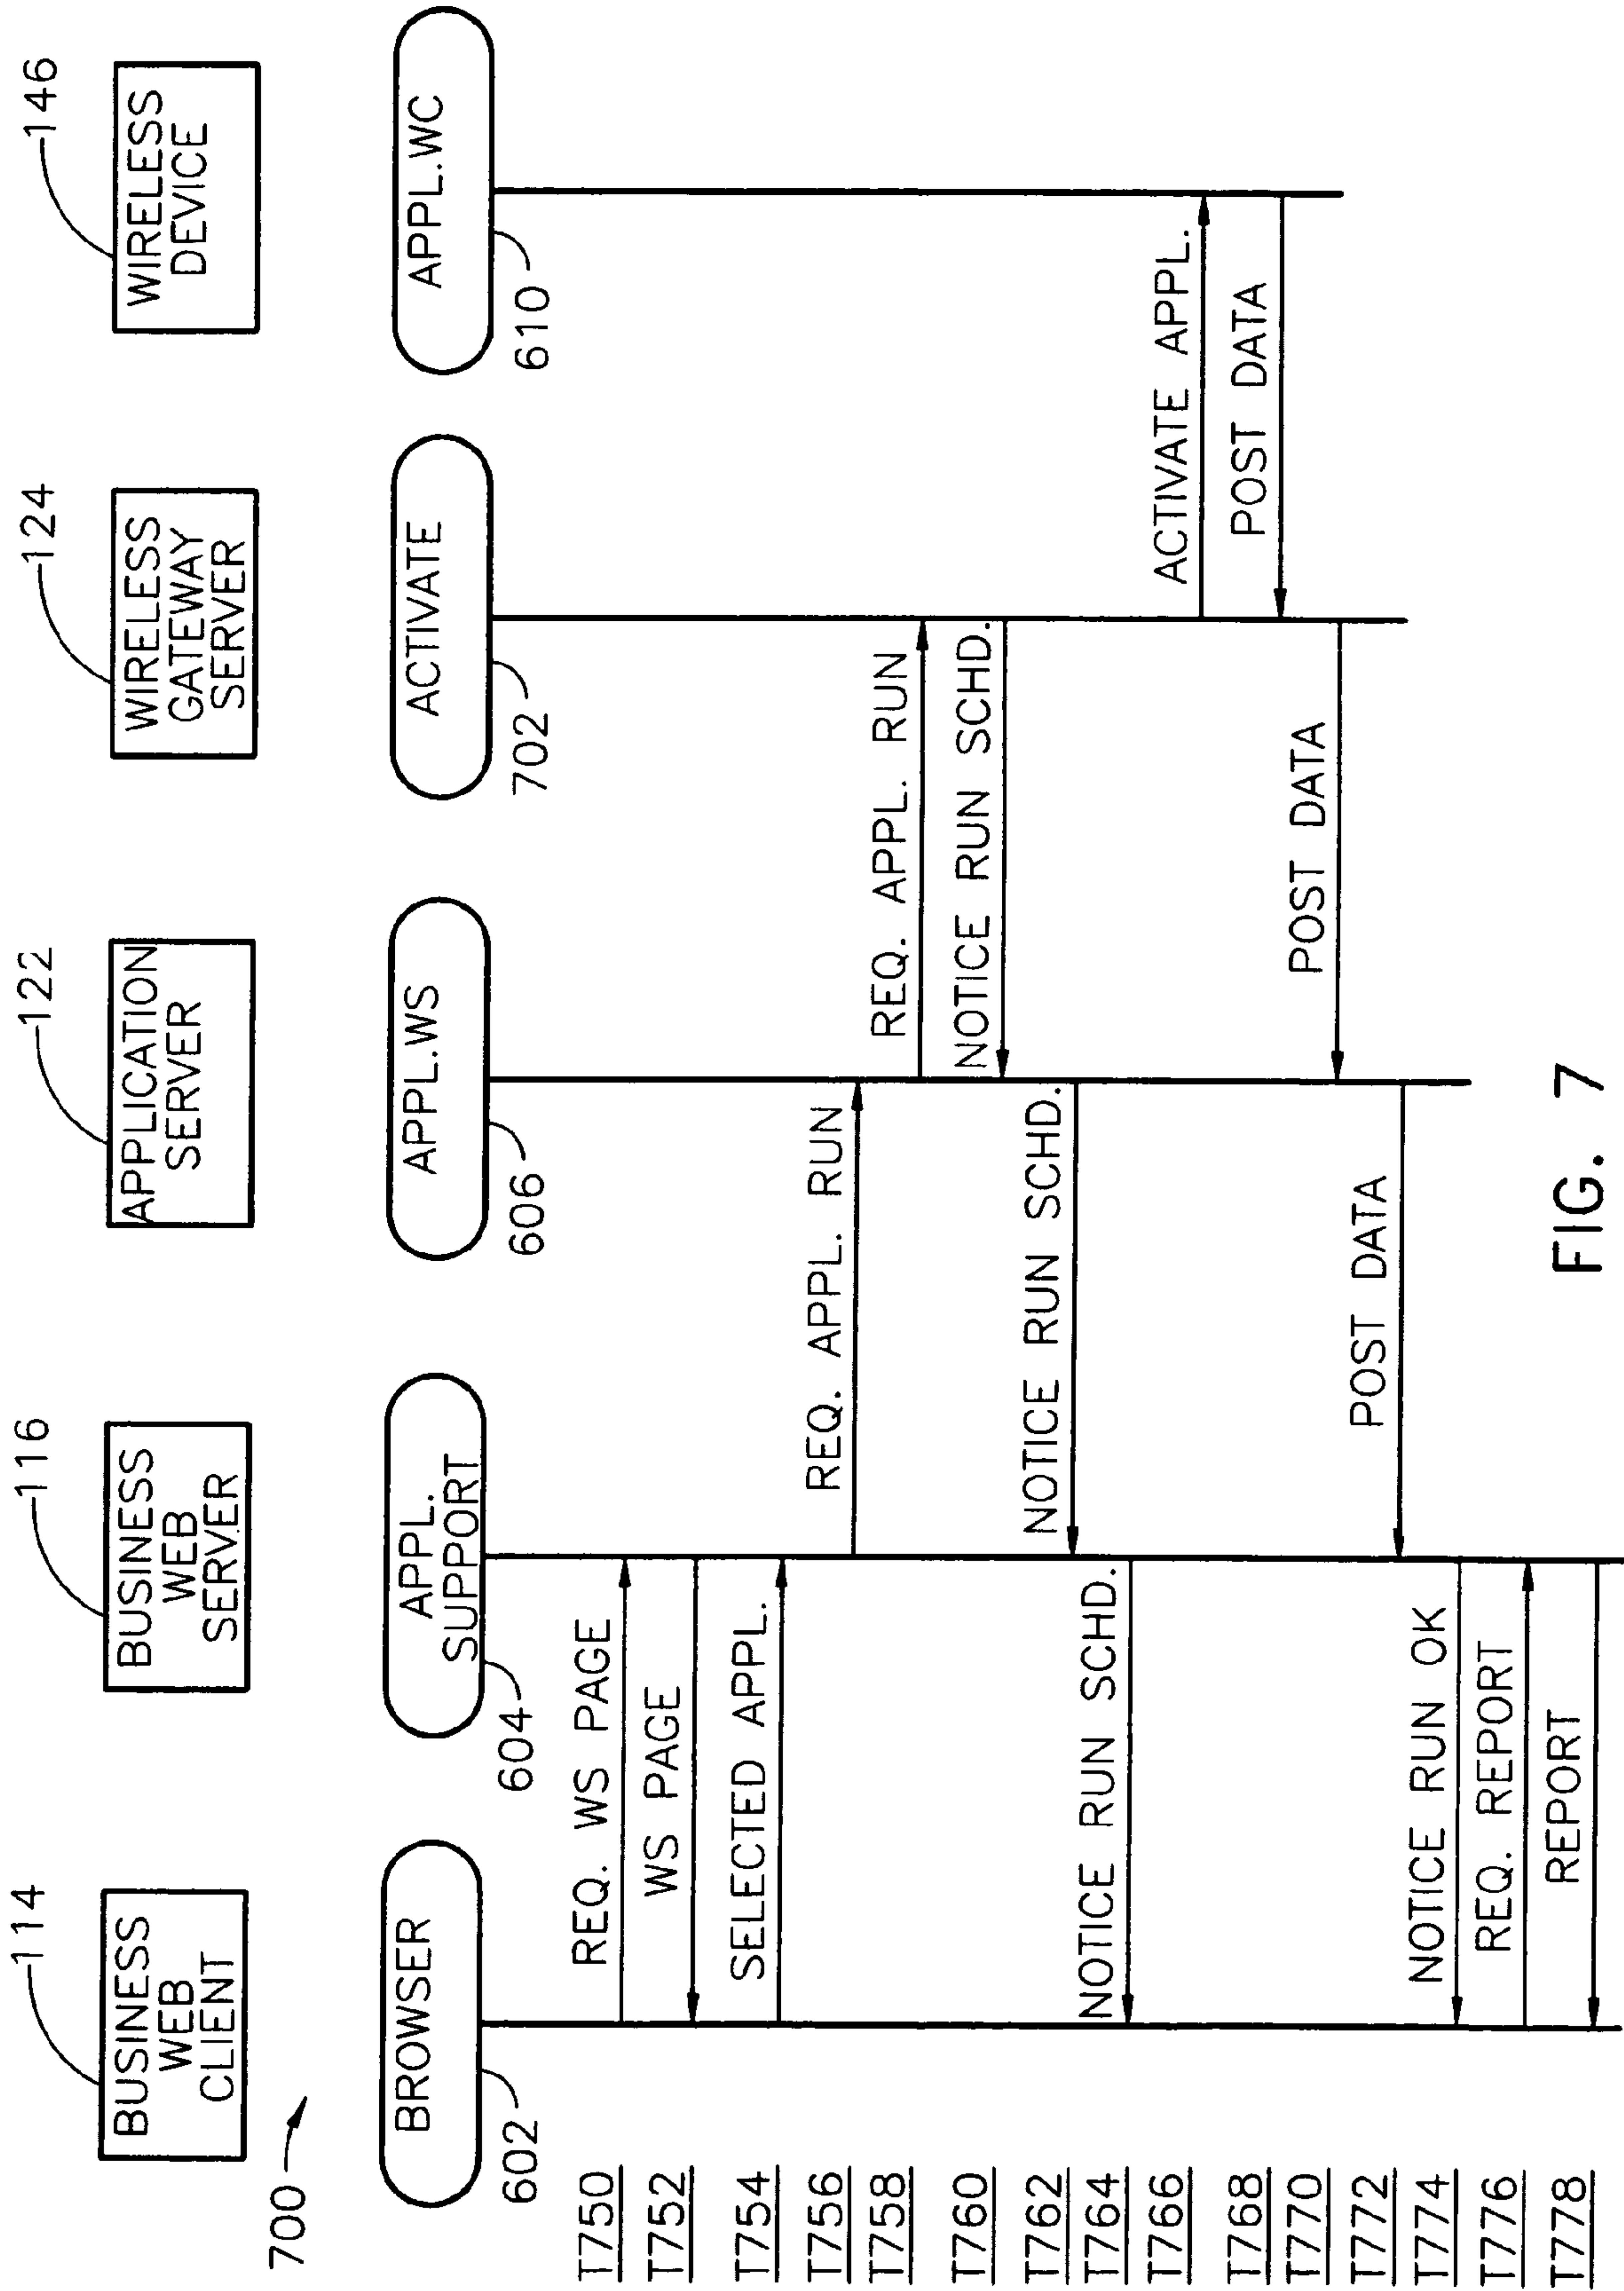 114
BUSINESS
WEB
CLIENT
116
BUSINESS
WEB
SERVER
122
APPLICATION
SERVER
124
WIRELESS
GATEWAY
SERVER
146
WIRELESS
DEVICE
700
BROWSER
602
APPL.
SUPPORT
604
APPL.WS
606
ACTIVATE
702
APPL.WC
610
T750
REQ. WS PAGE
T752
WS PAGE
T754
SELECTED APPL.
T756
REQ. APPL. RUN
T758
REQ. APPL. RUN
T760
NOTICE RUN SCHD.
T762
NOTICE RUN SCHD.
T764
NOTICE RUN SCHD.
T766
ACTIVATE APPL.
T768
POST DATA
T770
POST DATA
T772
POST DATA
T774
NOTICE RUN OK
T776
REQ. REPORT
T778
REPORT
FIG. 7